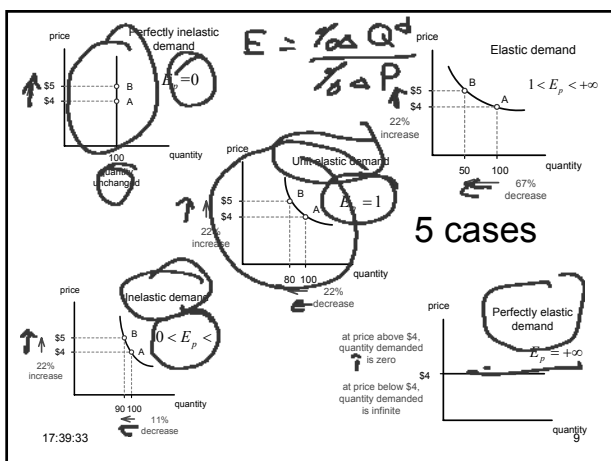 Perfectly inelastic
demand
price
E_p = 0
$5
B
$4
A
100
quantity
quantity
unchanged
E = %Δ Q^d
%Δ P
Elastic demand
price
1 < E_p < +∞
$5
B
$4
A
22%
increase
50 100
quantity
67%
decrease
Unit elastic demand
price
E_p = 1
$5
B
$4
A
22%
increase
80 100
quantity
22%
decrease
5 cases
Inelastic demand
price
0 < E_p <
$5
B
$4
A
22%
increase
90 100
quantity
11%
decrease
Perfectly elastic
demand
price
E_p = +∞
at price above $4,
quantity demanded
is zero
$4
at price below $4,
quantity demanded
is infinite
quantity
17:39:33
9